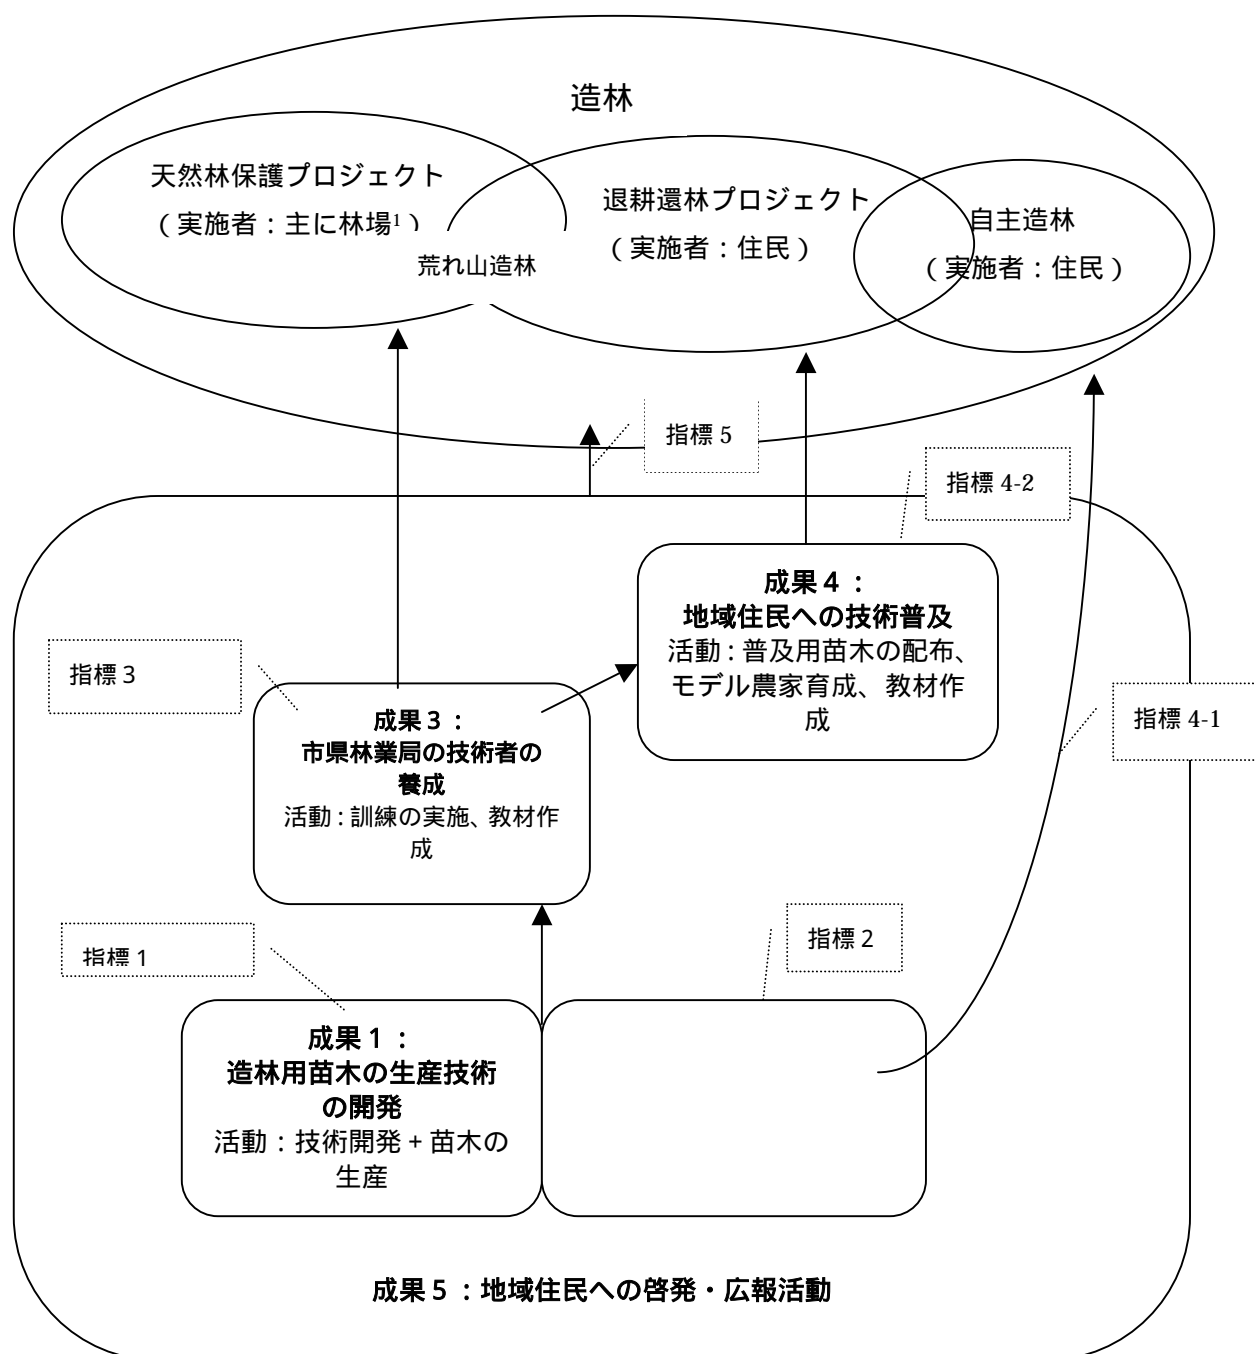 造林
天然林保護プロジェクト
（実施者：主に林場1）
荒れ山造林
退耕還林プロジェクト
（実施者：住民）
自主造林
（実施者：住民）
指標 5
指標 4-2
成果４：
地域住民への技術普及
活動：普及用苗木の配布、
モデル農家育成、教材作
成
指標 3
成果 3：
市県林業局の技術者の
養成
活動：訓練の実施、教材作
成
指標 4-1
指標 1
指標 2
成果 1：
造林用苗木の生産技術
の開発
活動：技術開発＋苗木の
生産
成果 5：地域住民への啓発・広報活動